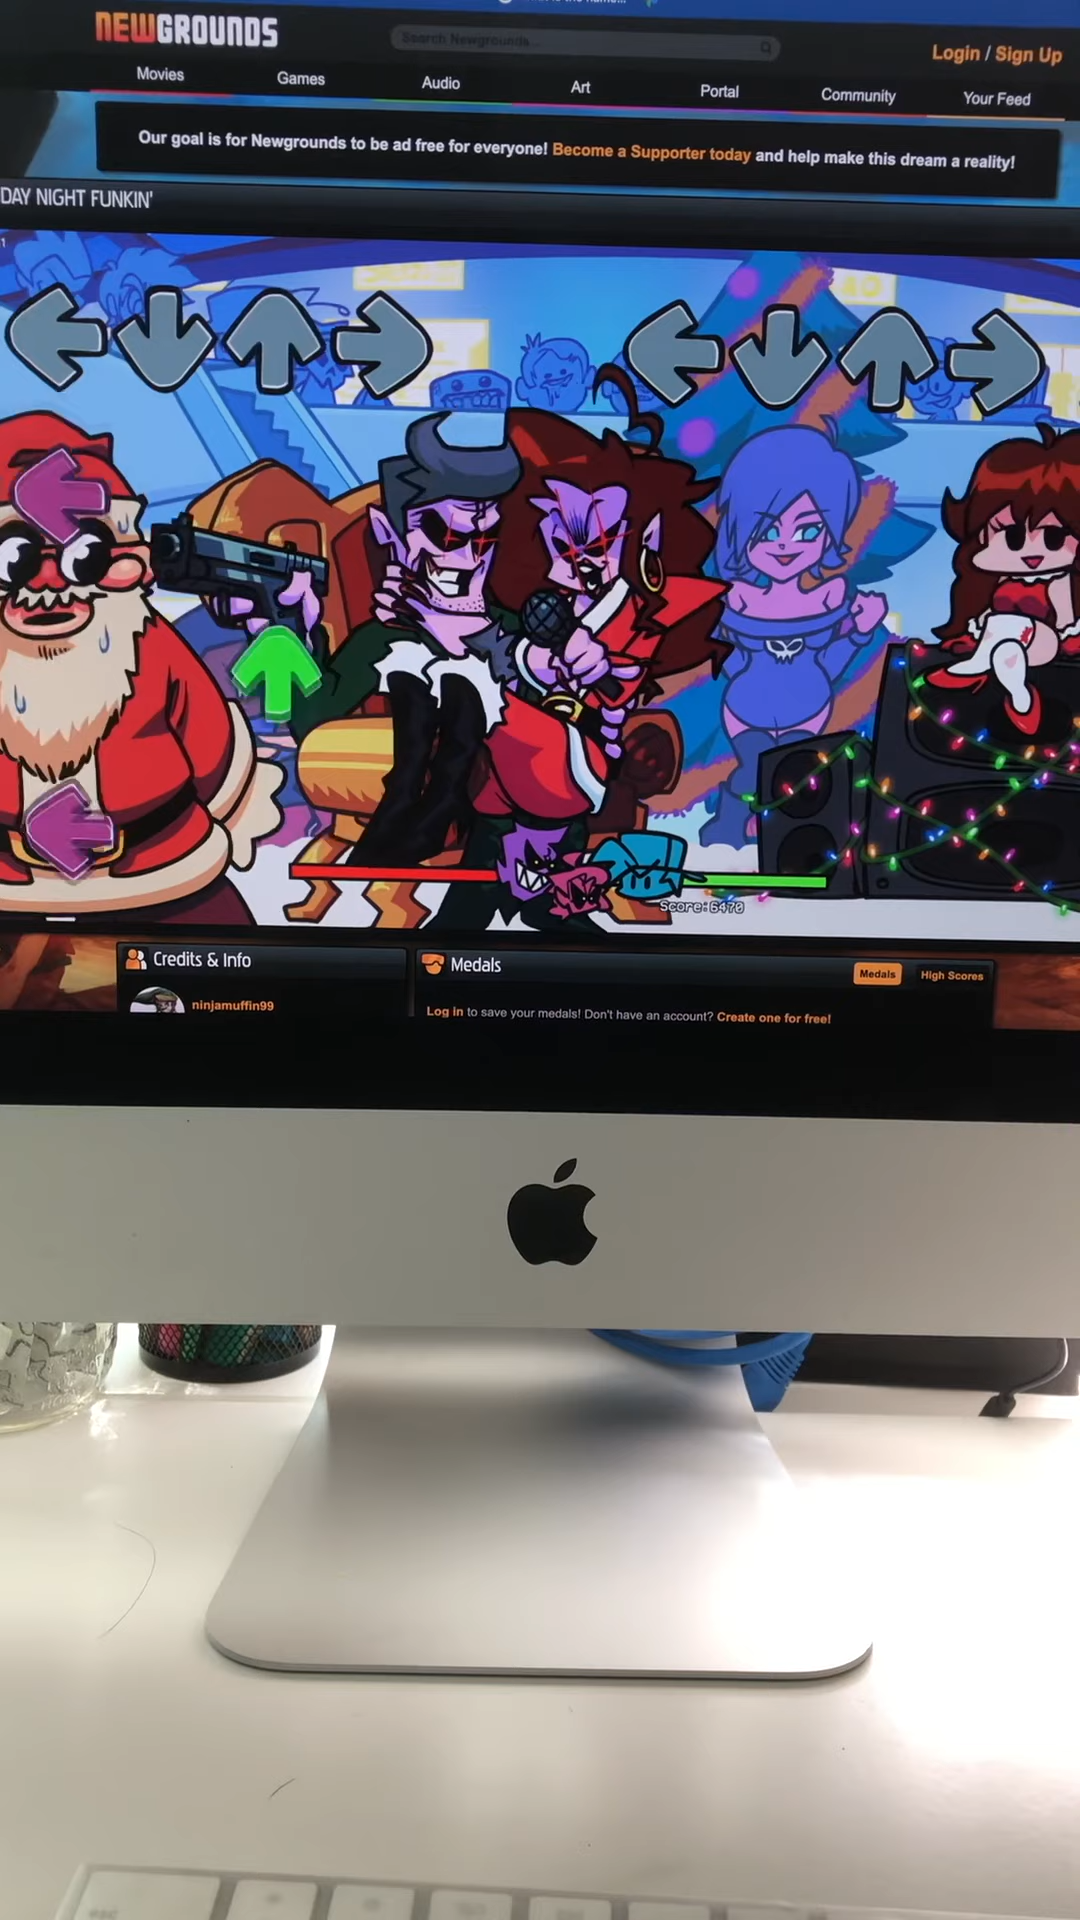 NEWGROUNDS
Search Newgrounds...
Login / Sign Up
Movies
Games
Audio
Art
Portal
Community
Your Feed
Our goal is for Newgrounds to be ad free for everyone! Become a Supporter today and help make this dream a reality!
DAY NIGHT FUNKIN'
Score:6470
Credits & Info
Medals
Medals
High Scores
ninjamuffin99
Log in to save your medals! Don't have an account? Create one for free!
esc